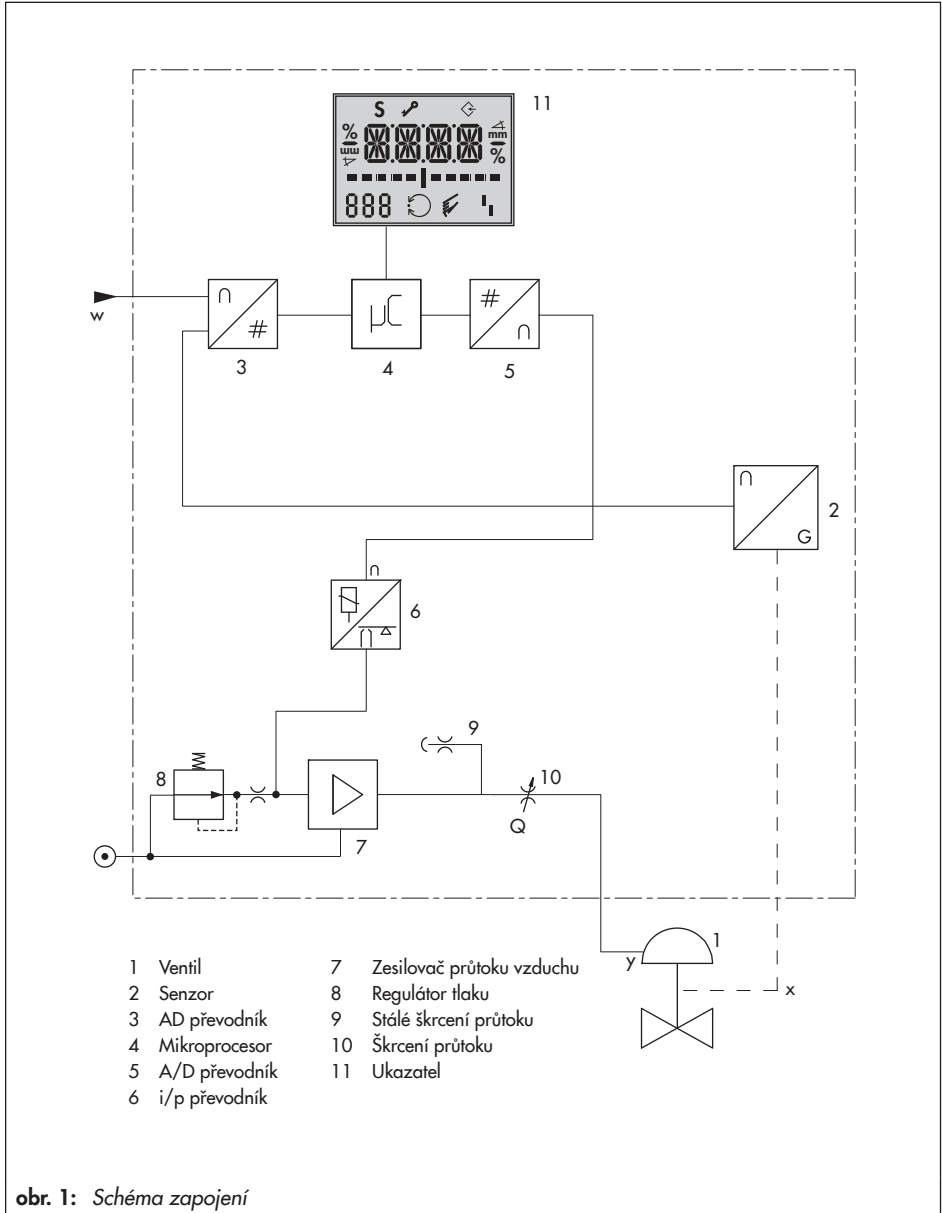 11
S
%
mm
%
mm
888
w
∩
#
3
µC
4
#
∩
5
∩
G
2
∩
6
9
8
7
10
Q
1
y
x
1 Ventil
2 Senzor
3 AD převodník
4 Mikroprocesor
5 A/D převodník
6 i/p převodník
7 Zesilovač průtoku vzduchu
8 Regulátor tlaku
9 Stálé škrcení průtoku
10 Škrcení průtoku
11 Ukazatel
obr. 1: Schéma zapojení